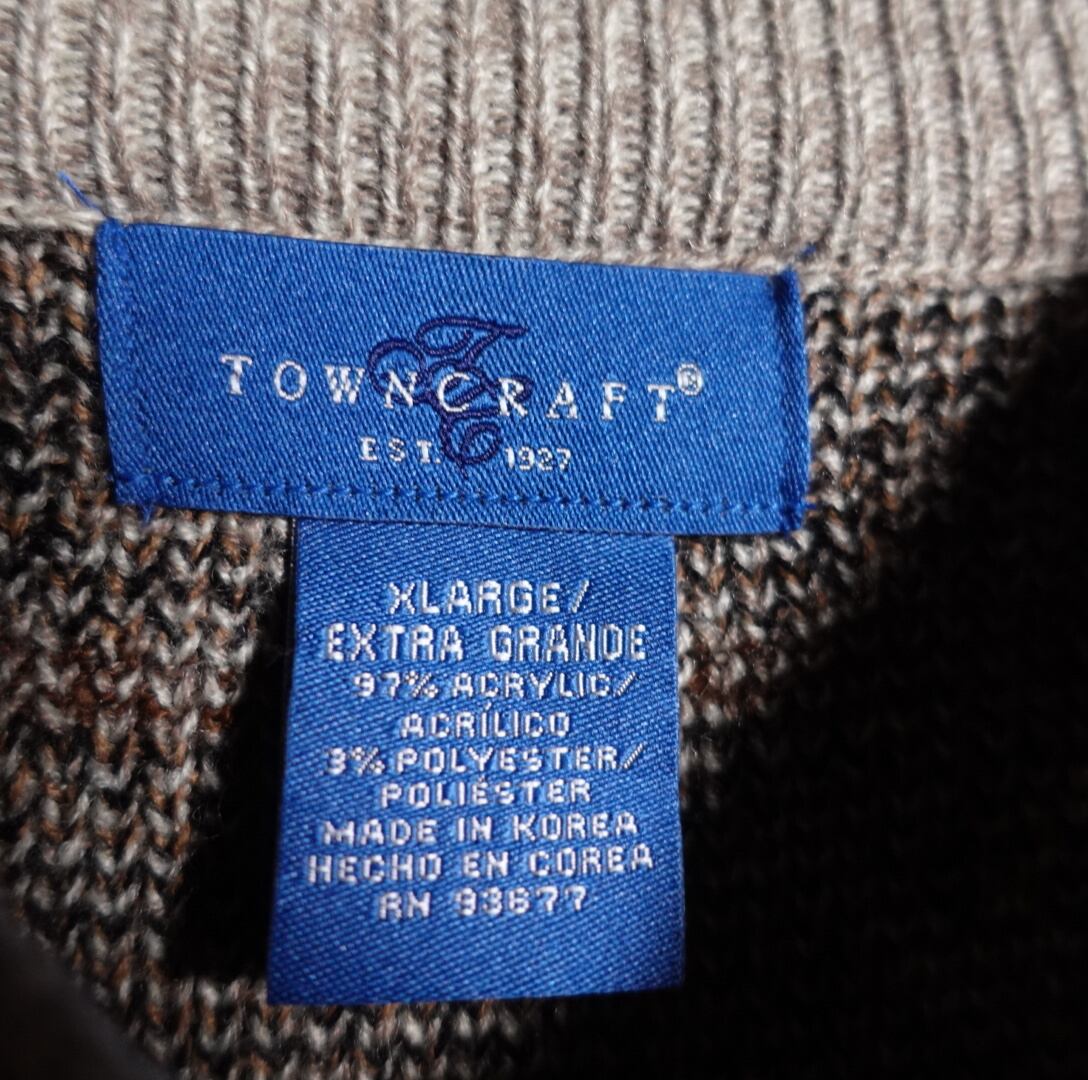 TOWNCRAFT®
EST. 1927
XLARGE/
EXTRA GRANDE
97% ACRYLIC/
ACRÍLICO
3% POLYESTER/
POLIÉSTER
MADE IN KOREA
HECHO EN COREA
RN 93677